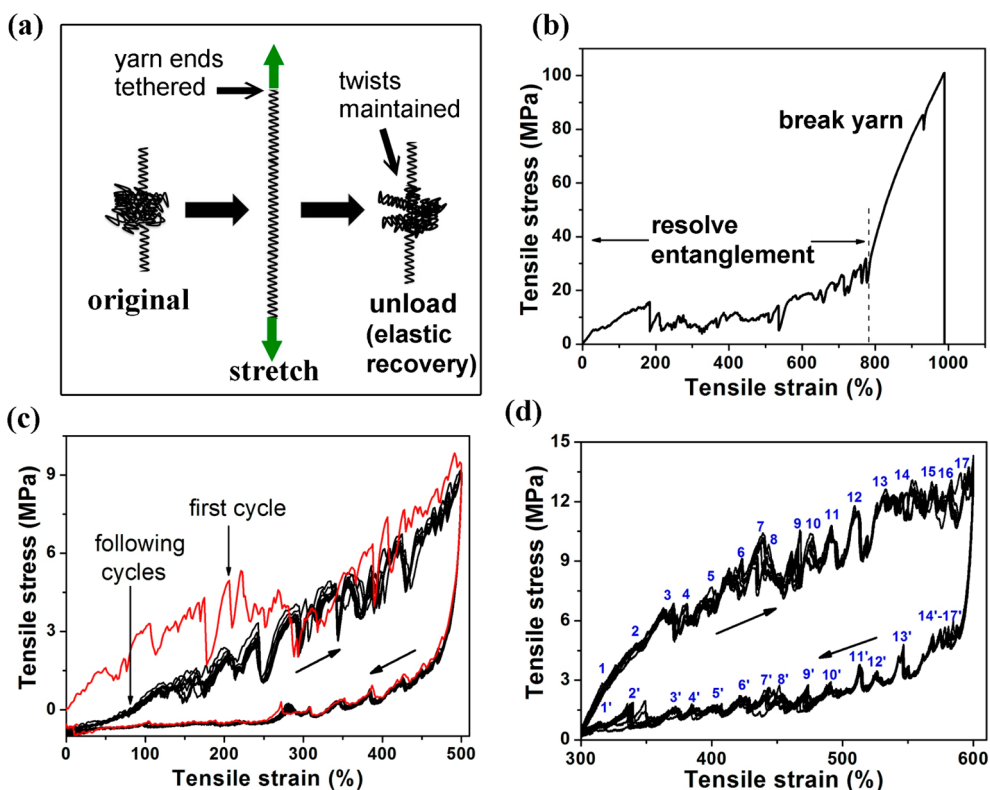 (a)
yarn ends
tethered
twists
maintained
original
stretch
unload
(elastic
recovery)
(b)
Tensile stress (MPa)
100
80
60
40
20
0
break yarn
resolve
entanglement
0 200 400 600 800 1000
Tensile strain (%)
(c)
Tensile stress (MPa)
9
6
3
0
first cycle
following
cycles
0 100 200 300 400 500
Tensile strain (%)
(d)
Tensile stress (MPa)
15
12
9
6
3
0
1 2 3 4 5 6 7 8 9 10 11 12 13 14 15 16 17
1' 2' 3' 4' 5' 6' 7' 8' 9' 10' 11' 12' 13' 14'-17'
300 400 500 600
Tensile strain (%)